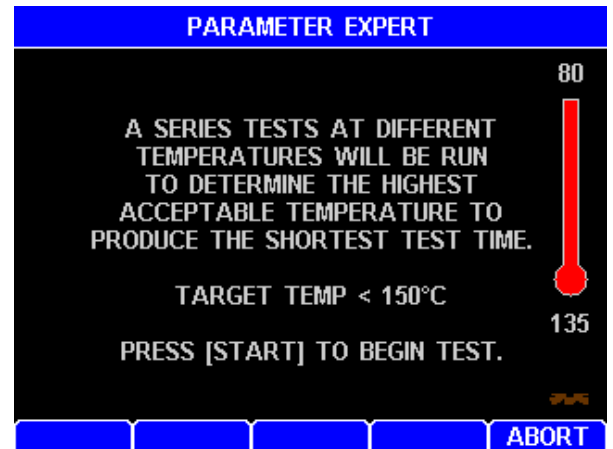 PARAMETER EXPERT
80
A SERIES TESTS AT DIFFERENT
TEMPERATURES WILL BE RUN
TO DETERMINE THE HIGHEST
ACCEPTABLE TEMPERATURE TO
PRODUCE THE SHORTEST TEST TIME.
TARGET TEMP < 150°C
135
PRESS [START] TO BEGIN TEST.
ABORT